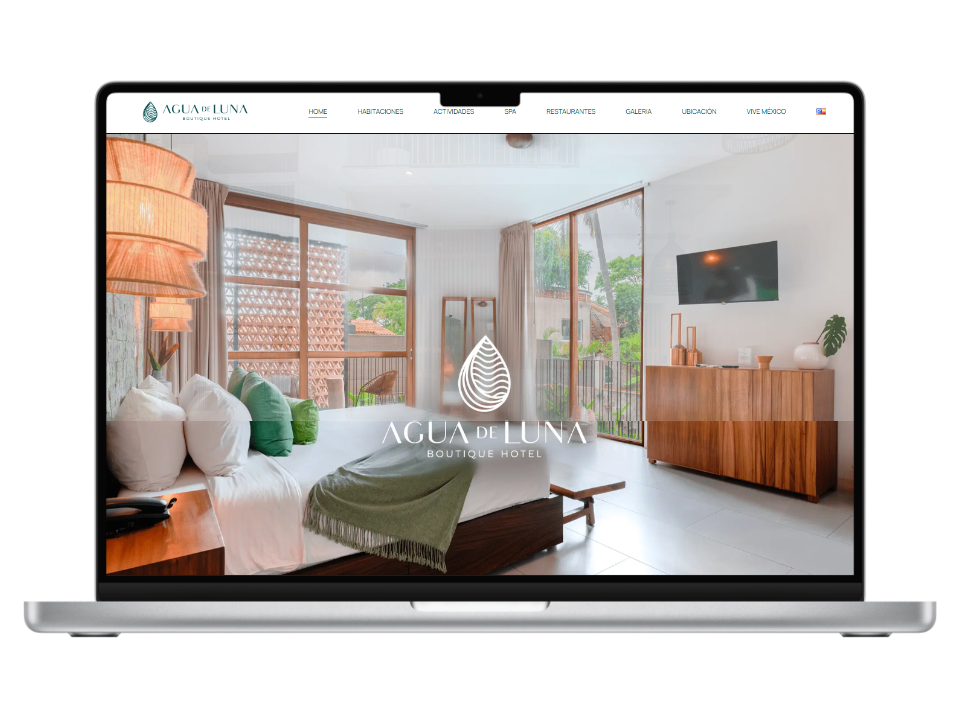 AGUA DE LUNA
BOUTIQUE HOTEL
HOME HABITACIONES ACTIVIDADES SPA RESTAURANTES GALERIA UBICACIÓN VIVE MÉXICO
AGUA DE LUNA
BOUTIQUE HOTEL